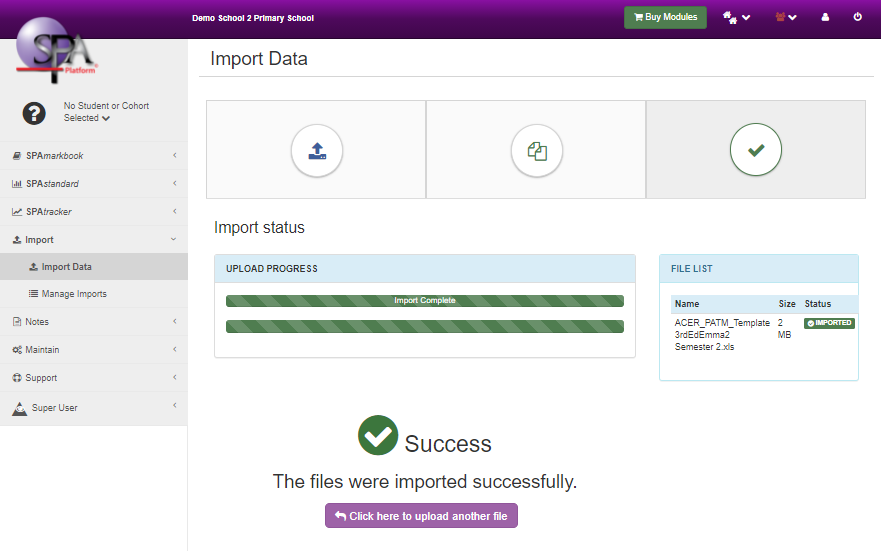 Demo School 2 Primary School
Buy Modules
SPA
Platform
Import Data
?
No Student or Cohort
Selected
SPAmarkbook
SPAstandard
SPAtracker
Import
Import Data
Manage Imports
Notes
Maintain
Support
Super User
Import status
UPLOAD PROGRESS
Import Complete
FILE LIST
Name Size Status
ACER_PATM_Template 2 IMPORTED
3rdEdEmma2 MB
Semester 2.xls
Success
The files were imported successfully.
Click here to upload another file